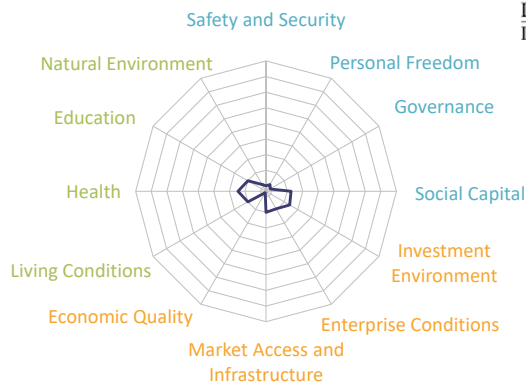 Safety and Security
Natural Environment
Personal Freedom
Education
Governance
Health
Social Capital
Living Conditions
Investment
Environment
Economic Quality
Enterprise Conditions
Market Access and
Infrastructure